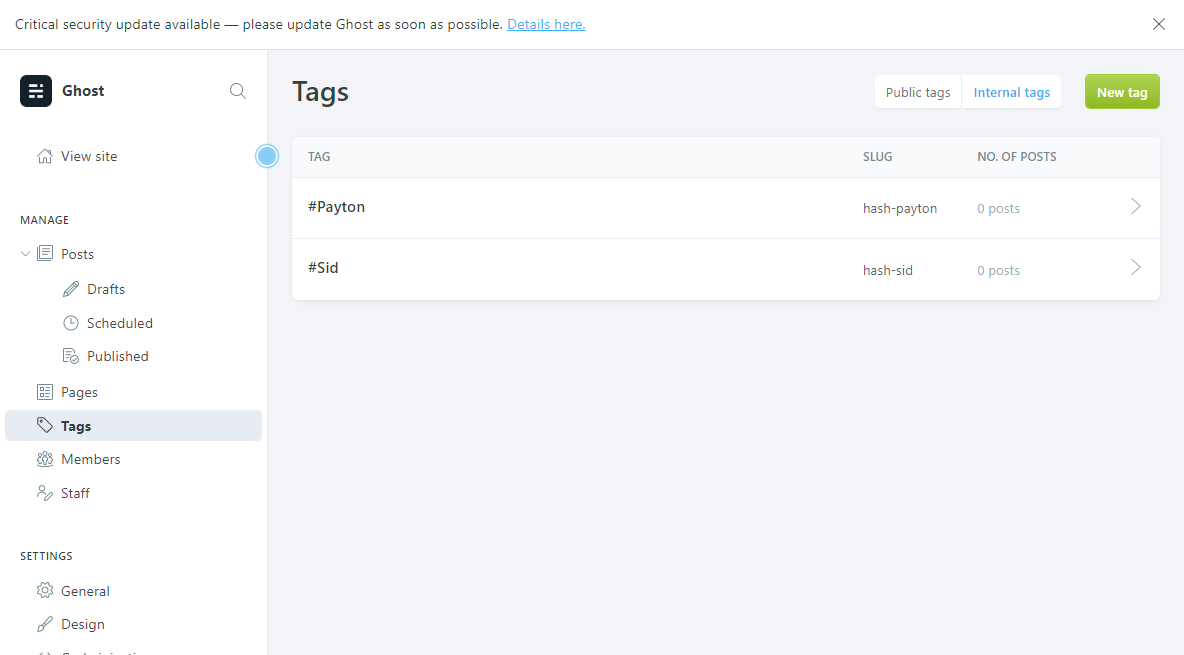 Critical security update available — please update Ghost as soon as possible. Details here.
Ghost
View site
MANAGE
Posts
Drafts
Scheduled
Published
Pages
Tags
Members
Staff
SETTINGS
General
Design
Tags
Public tags
Internal tags
New tag
TAG SLUG NO. OF POSTS
#Payton hash-payton 0 posts
#Sid hash-sid 0 posts